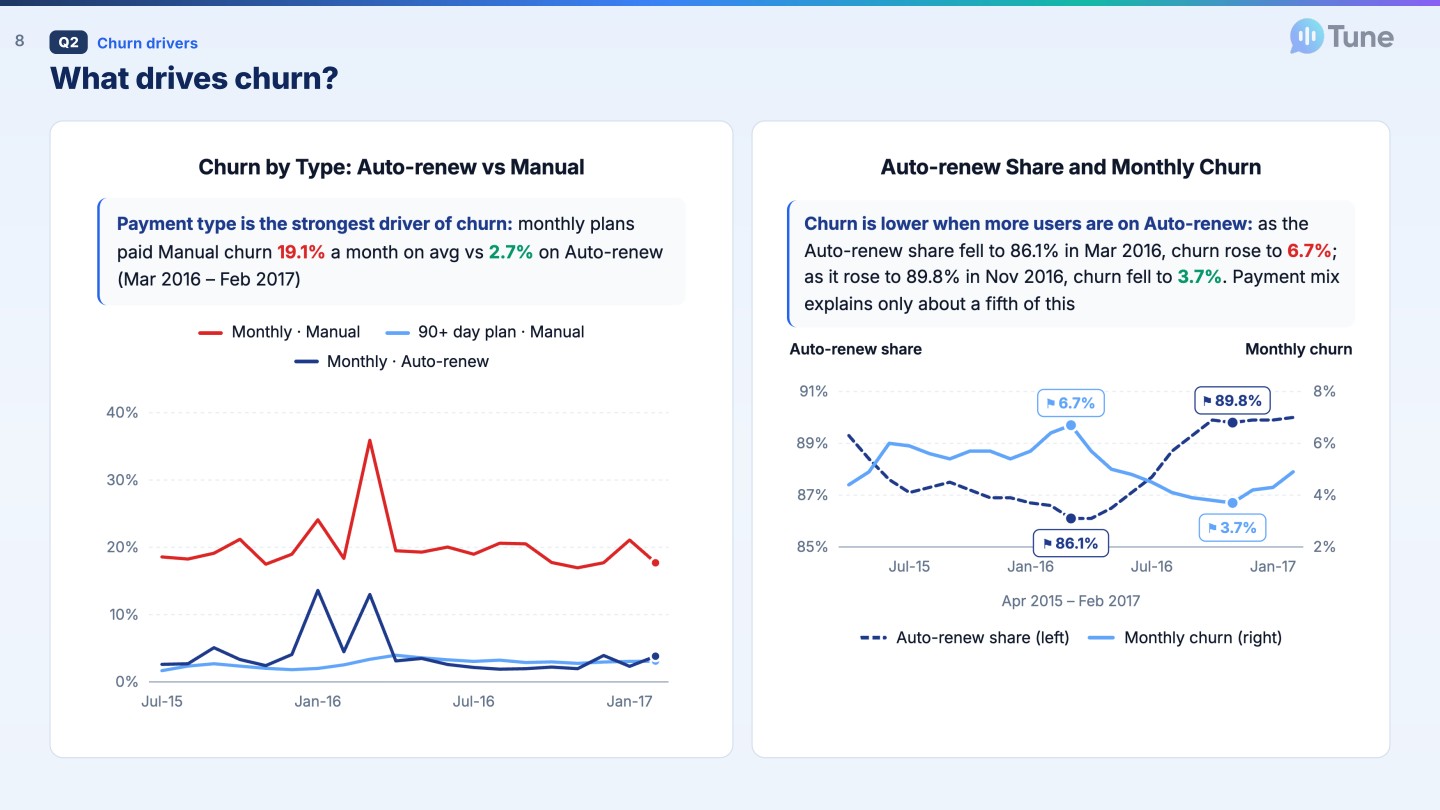 8
Q2 Churn drivers
Tune
What drives churn?
Churn by Type: Auto-renew vs Manual
Payment type is the strongest driver of churn: monthly plans
paid Manual churn 19.1% a month on avg vs 2.7% on Auto-renew
(Mar 2016 – Feb 2017)
Monthly · Manual 90+ day plan · Manual
Monthly · Auto-renew
40%
30%
20%
10%
0%
Jul-15 Jan-16 Jul-16 Jan-17
Auto-renew Share and Monthly Churn
Churn is lower when more users are on Auto-renew: as the
Auto-renew share fell to 86.1% in Mar 2016, churn rose to 6.7%;
as it rose to 89.8% in Nov 2016, churn fell to 3.7%. Payment mix
explains only about a fifth of this
Auto-renew share Monthly churn
91% 8%
6.7% 89.8%
89% 6%
87% 4%
3.7%
86.1%
85% 2%
Jul-15 Jan-16 Jul-16 Jan-17
Apr 2015 – Feb 2017
Auto-renew share (left) Monthly churn (right)